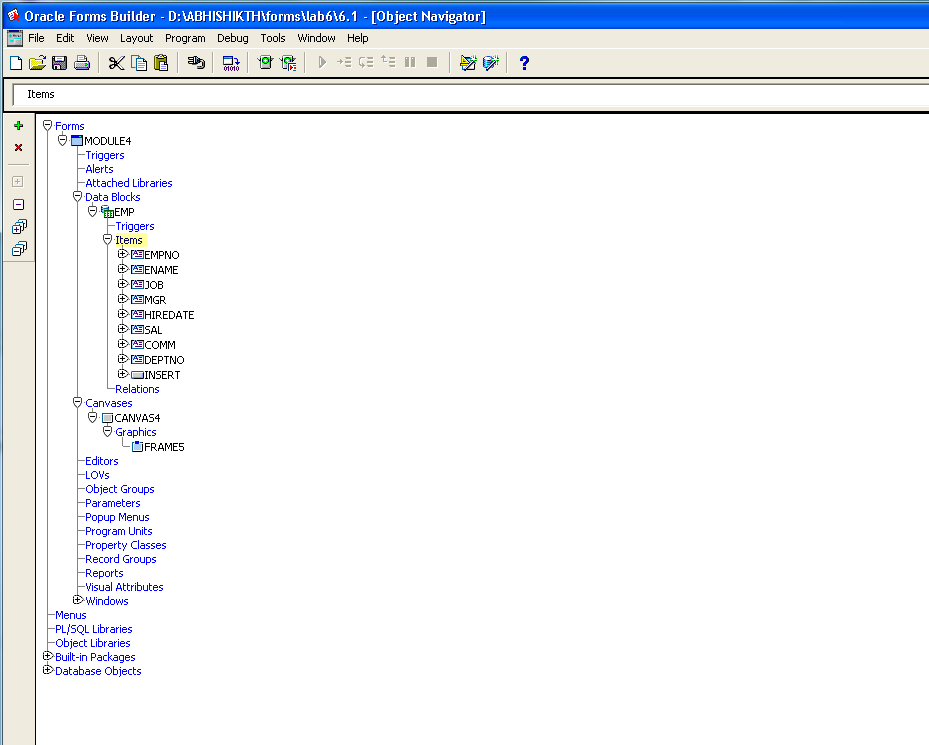 Oracle Forms Builder - D:\ABHISHIKTH\forms\lab6\6.1 - [Object Navigator]
File Edit View Layout Program Debug Tools Window Help
Items
Forms
MODULE4
Triggers
Alerts
Attached Libraries
Data Blocks
EMP
Triggers
Items
EMPNO
ENAME
JOB
MGR
HIREDATE
SAL
COMM
DEPTNO
INSERT
Relations
Canvases
CANVAS4
Graphics
FRAME5
Editors
LOVs
Object Groups
Parameters
Popup Menus
Program Units
Property Classes
Record Groups
Reports
Visual Attributes
Windows
Menus
PL/SQL Libraries
Object Libraries
Built-in Packages
Database Objects